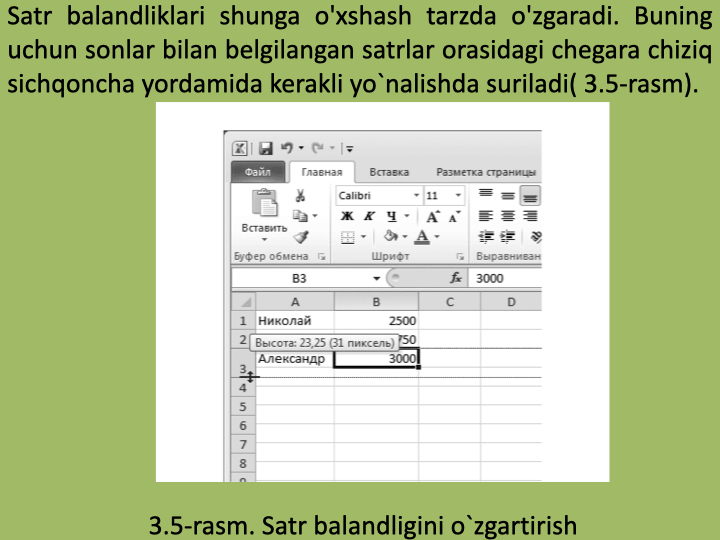 Satr balandliklari shunga o'xshash tarzda o'zgaradi. Buning
uchun sonlar bilan belgilangan satrlar orasidagi chegara chiziq
sichqoncha yordamida kerakli yo`nalishda suriladi( 3.5-rasm).
Файл Главная Вставка Разметка страницы
Calibri 11
Вставить Ж К Ч А А А
Буфер обмена Шрифт Выравниван
B3 fx 3000
A B C D
1 Николай 2500
2 Высота: 23,25 (31 пиксель) 750
3 Александр 3000
4
5
6
7
8
3.5-rasm. Satr balandligini o`zgartirish